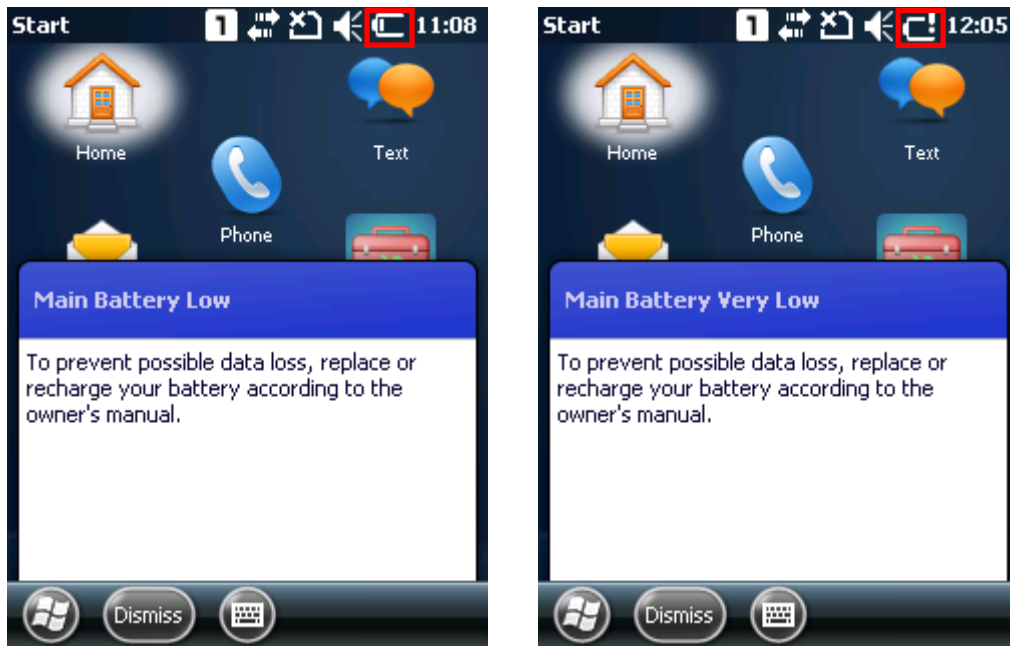 Start 1 11:08
Home
Text
Phone
Main Battery Low
To prevent possible data loss, replace or
recharge your battery according to the
owner's manual.
Dismiss
Start 1 12:05
Home
Text
Phone
Main Battery Very Low
To prevent possible data loss, replace or
recharge your battery according to the
owner's manual.
Dismiss